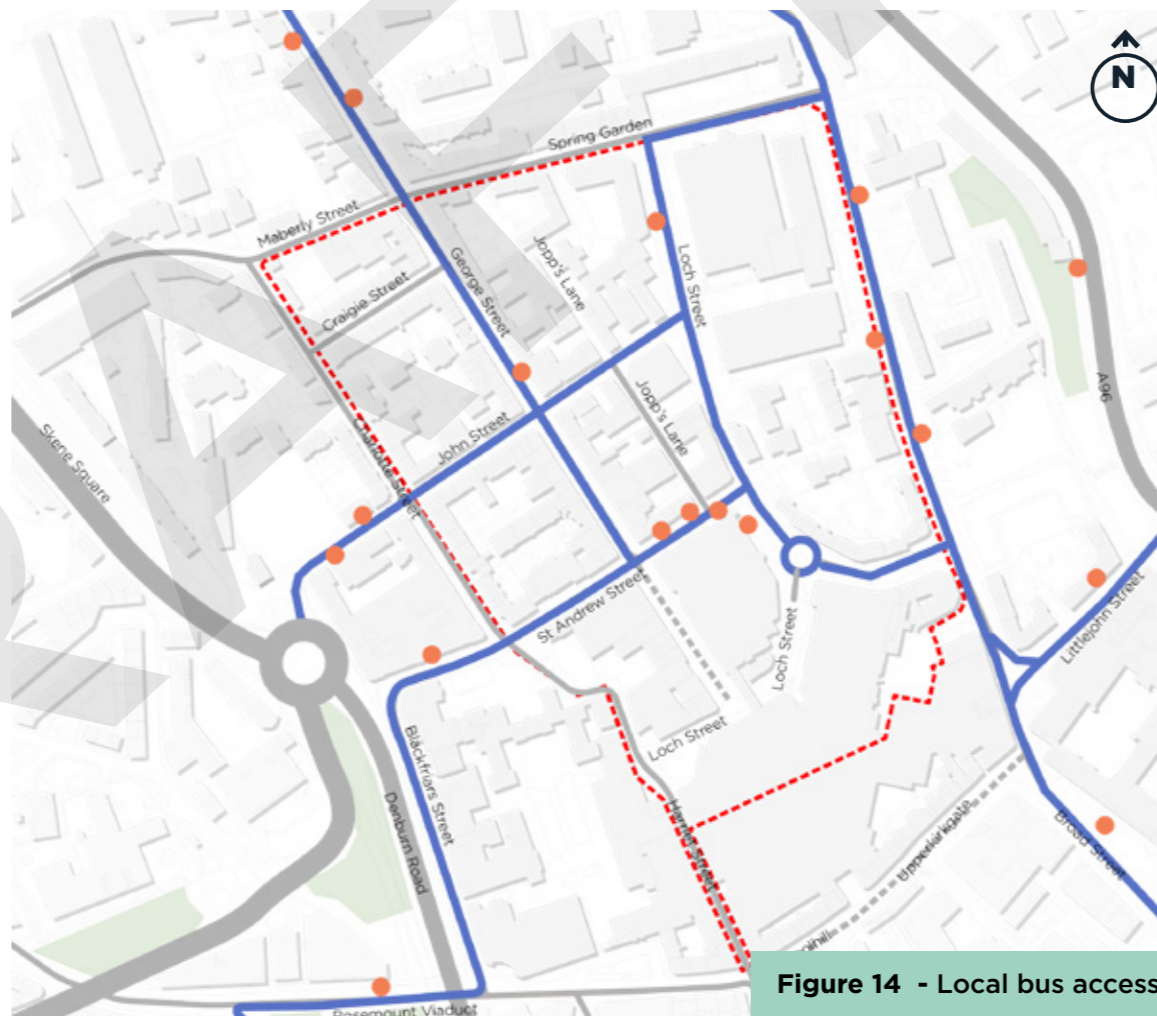 N
Spring Garden
Maberly Street
Craigie Street
George Street
Jopp's Lane
Loch Street
A96
Skene Square
John Street
Jopp's Lane
Charlotte Street
St Andrew Street
Loch Street
Littlejohn Street
Loch Street
Blackfriars Street
Denburn Road
Harriet Street
Upperkirkgate
Broad Street
Rosemount Viaduct
Figure 14 - Local bus access